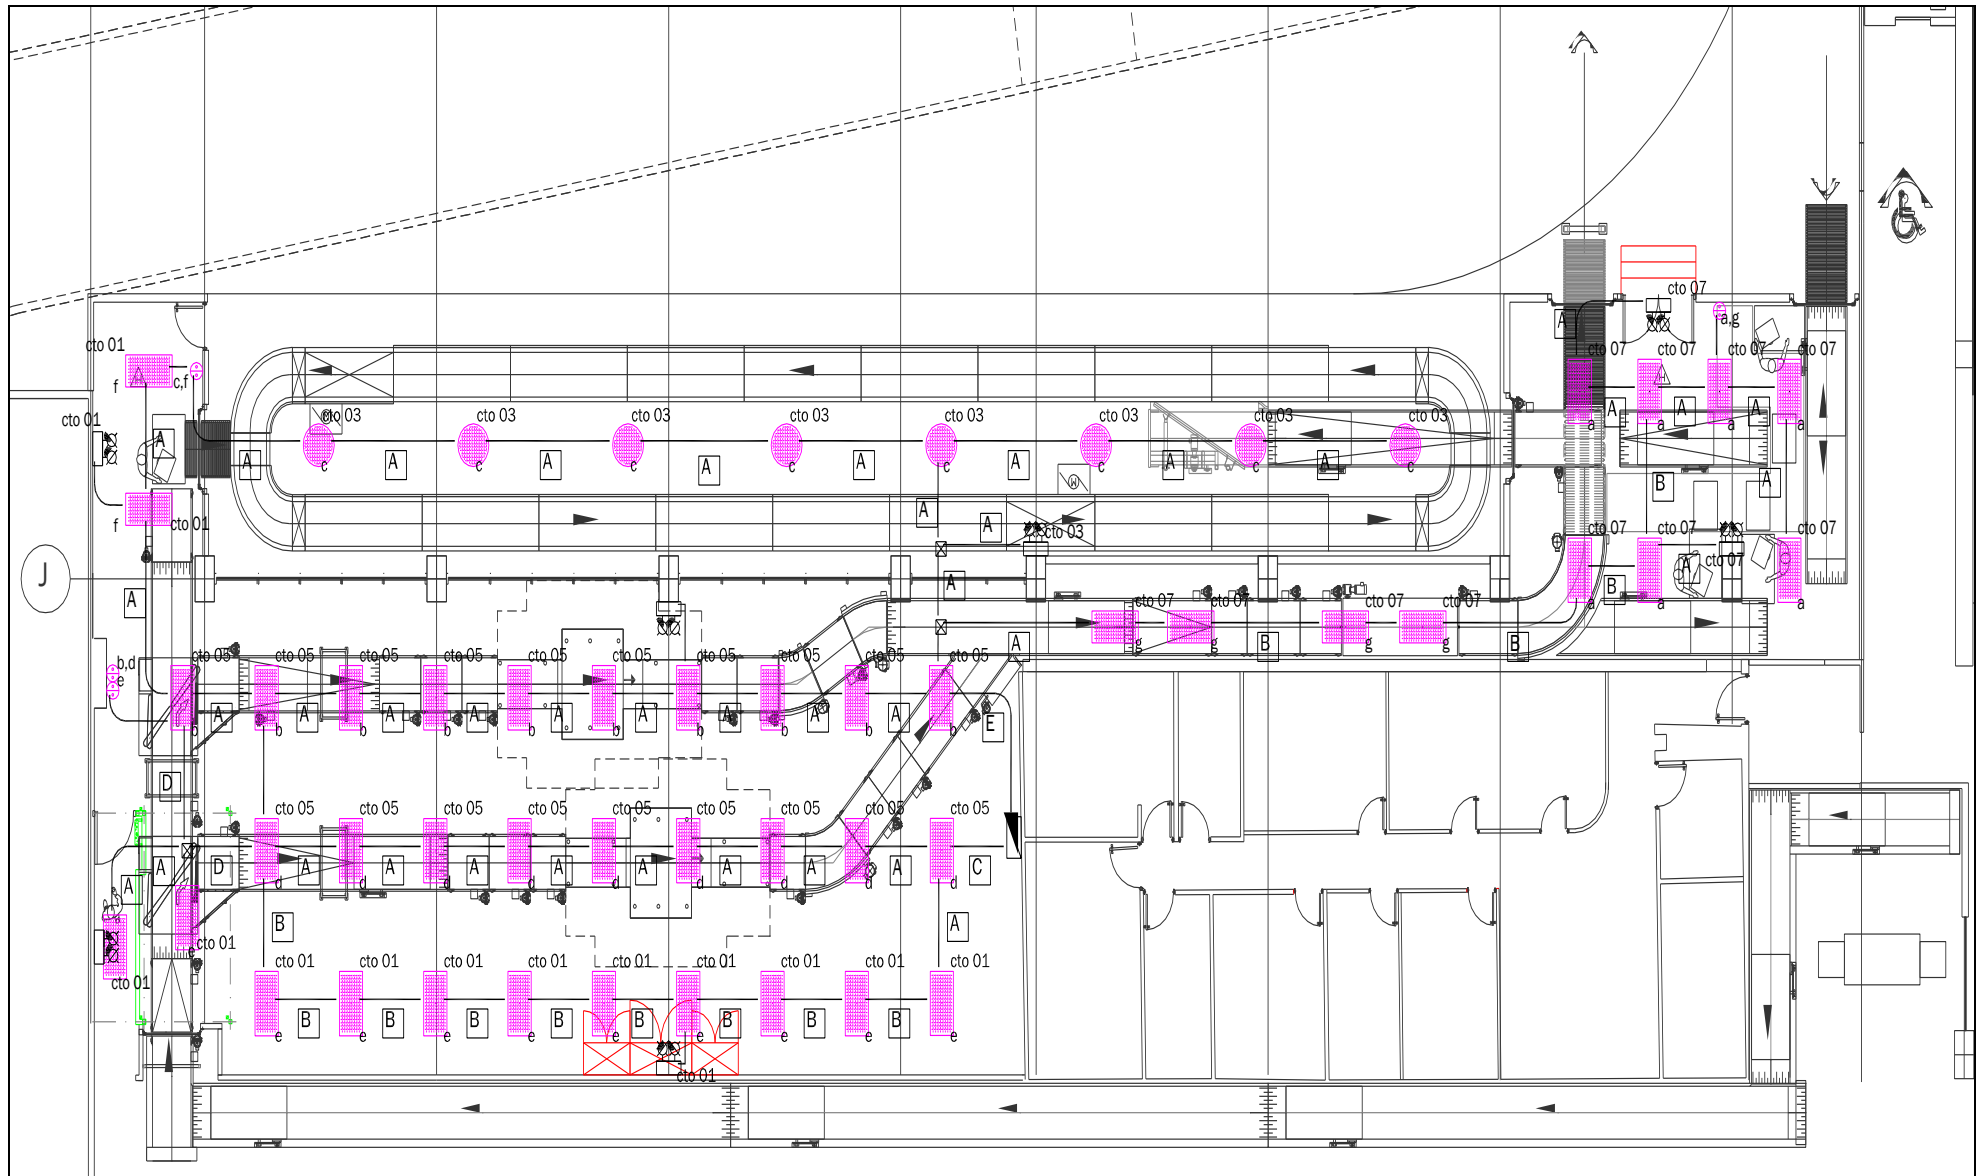 cto 07
a,g
cto 01
cto 07 cto 07 cto 07 cto 07
f
c,f
A
A A A
cto 01
cto 03 cto 03 cto 03 cto 03 cto 03 cto 03 cto 03 cto 03
a a a a
A
A A A A A A A A
c c c c c c c c
B A
f cto 01
A A
cto 03
cto 07 cto 07 cto 07
cto 07
J
A
A
A B
cto 07 cto 07 cto 07 cto 07
a a a
A B B
g g g g
b,d
e
cto 05 cto 05 cto 05 cto 05 cto 05 cto 05 cto 05 cto 05 cto 05 cto 05
A A A A A A A A A
E
b b b b b b b b b
D
cto 05 cto 05 cto 05 cto 05 cto 05 cto 05 cto 05 cto 05 cto 05
A A D A A A A A A A A C
d d d d d d d d d
B A
e cto 01
cto 01
cto 01 cto 01 cto 01 cto 01 cto 01 cto 01 cto 01 cto 01 cto 01
B B B B B B B B
e e e e e e e e e
cto 01